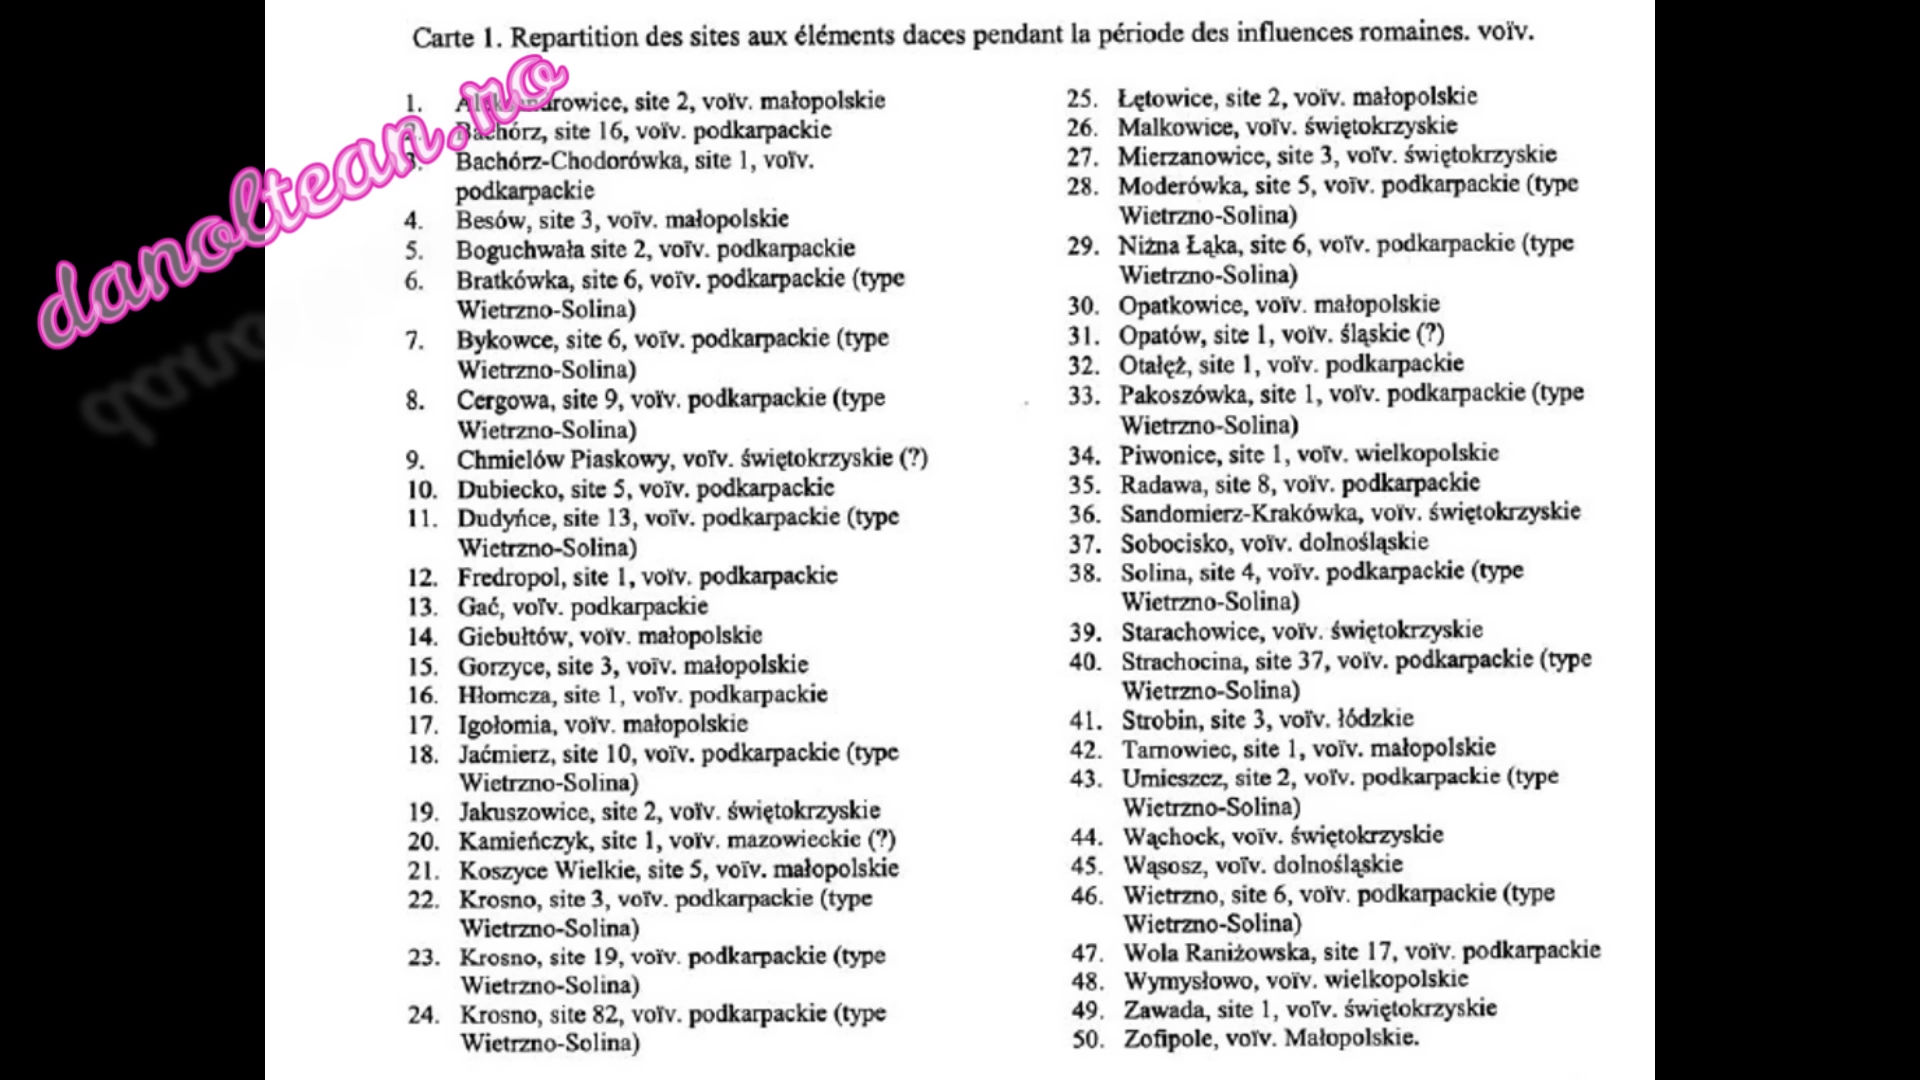 Carte 1. Repartition des sites aux éléments daces pendant la période des influences romaines. voïv.
danoltean.ro
1. Aleksandrowice, site 2, voïv. małopolskie
2. Bachórz, site 16, voïv. podkarpackie
3. Bachórz-Chodorówka, site 1, voïv.
podkarpackie
4. Besów, site 3, voïv. małopolskie
5. Boguchwała site 2, voïv. podkarpackie
6. Bratkówka, site 6, voïv. podkarpackie (type
Wietrzno-Solina)
7. Bykowce, site 6, voïv. podkarpackie (type
Wietrzno-Solina)
8. Cergowa, site 9, voïv. podkarpackie (type
Wietrzno-Solina)
9. Chmielów Piaskowy, voïv. świętokrzyskie (?)
10. Dubiecko, site 5, voïv. podkarpackie
11. Dudyńce, site 13, voïv. podkarpackie (type
Wietrzno-Solina)
12. Fredropol, site 1, voïv. podkarpackie
13. Gać, voïv. podkarpackie
14. Giebułtów, voïv. małopolskie
15. Gorzyce, site 3, voïv. małopolskie
16. Hłomcza, site 1, voïv. podkarpackie
17. Igołomia, voïv. małopolskie
18. Jaćmierz, site 10, voïv. podkarpackie (type
Wietrzno-Solina)
19. Jakuszowice, site 2, voïv. świętokrzyskie
20. Kamieńczyk, site 1, voïv. mazowieckie (?)
21. Koszyce Wielkie, site 5, voïv. małopolskie
22. Krosno, site 3, voïv. podkarpackie (type
Wietrzno-Solina)
23. Krosno, site 19, voïv. podkarpackie (type
Wietrzno-Solina)
24. Krosno, site 82, voïv. podkarpackie (type
Wietrzno-Solina)
25. Łętowice, site 2, voïv. małopolskie
26. Malkowice, voïv. świętokrzyskie
27. Mierzanowice, site 3, voïv. świętokrzyskie
28. Moderówka, site 5, voïv. podkarpackie (type
Wietrzno-Solina)
29. Niżna Łąka, site 6, voïv. podkarpackie (type
Wietrzno-Solina)
30. Opatkowice, voïv. małopolskie
31. Opatów, site 1, voïv. śląskie (?)
32. Otałęż, site 1, voïv. podkarpackie
33. Pakoszówka, site 1, voïv. podkarpackie (type
Wietrzno-Solina)
34. Piwonice, site 1, voïv. wielkopolskie
35. Radawa, site 8, voïv. podkarpackie
36. Sandomierz-Krakówka, voïv. świętokrzyskie
37. Sobocisko, voïv. dolnośląskie
38. Solina, site 4, voïv. podkarpackie (type
Wietrzno-Solina)
39. Starachowice, voïv. świętokrzyskie
40. Strachocina, site 37, voïv. podkarpackie (type
Wietrzno-Solina)
41. Strobin, site 3, voïv. łódzkie
42. Tarnowiec, site 1, voïv. małopolskie
43. Umieszcz, site 2, voïv. podkarpackie (type
Wietrzno-Solina)
44. Wąchock, voïv. świętokrzyskie
45. Wąsosz, voïv. dolnośląskie
46. Wietrzno, site 6, voïv. podkarpackie (type
Wietrzno-Solina)
47. Wola Raniżowska, site 17, voïv. podkarpackie
48. Wymysłowo, voïv. wielkopolskie
49. Zawada, site 1, voïv. świętokrzyskie
50. Zofipole, voïv. Małopolskie.